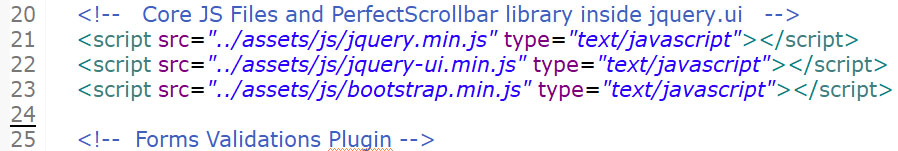 20 <!--   Core JS Files and PerfectScrollbar library inside jquery.ui   -->
21 <script src="../assets/js/jquery.min.js" type="text/javascript"></script>
22 <script src="../assets/js/jquery-ui.min.js" type="text/javascript"></script>
23 <script src="../assets/js/bootstrap.min.js" type="text/javascript"></script>
24
25 <!--  Forms Validations Plugin -->